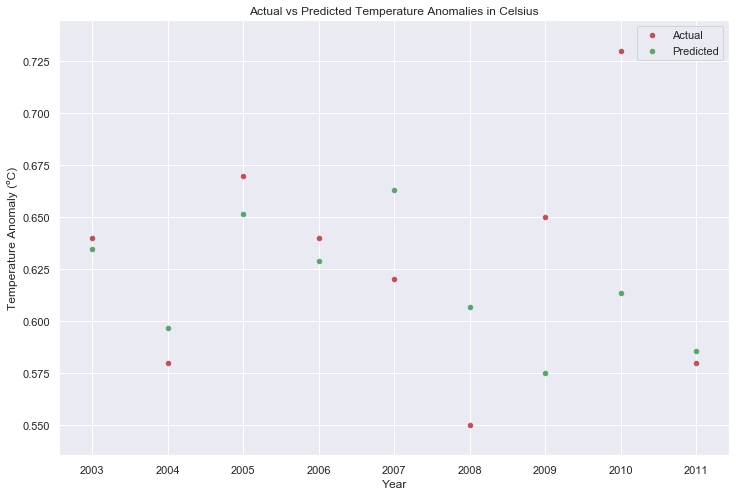 Actual vs Predicted Temperature Anomalies in Celsius
Actual
Predicted
0.725
0.700
0.675
0.650
0.625
0.600
0.575
0.550
Temperature Anomaly (ºC)
2003 2004 2005 2006 2007 2008 2009 2010 2011
Year